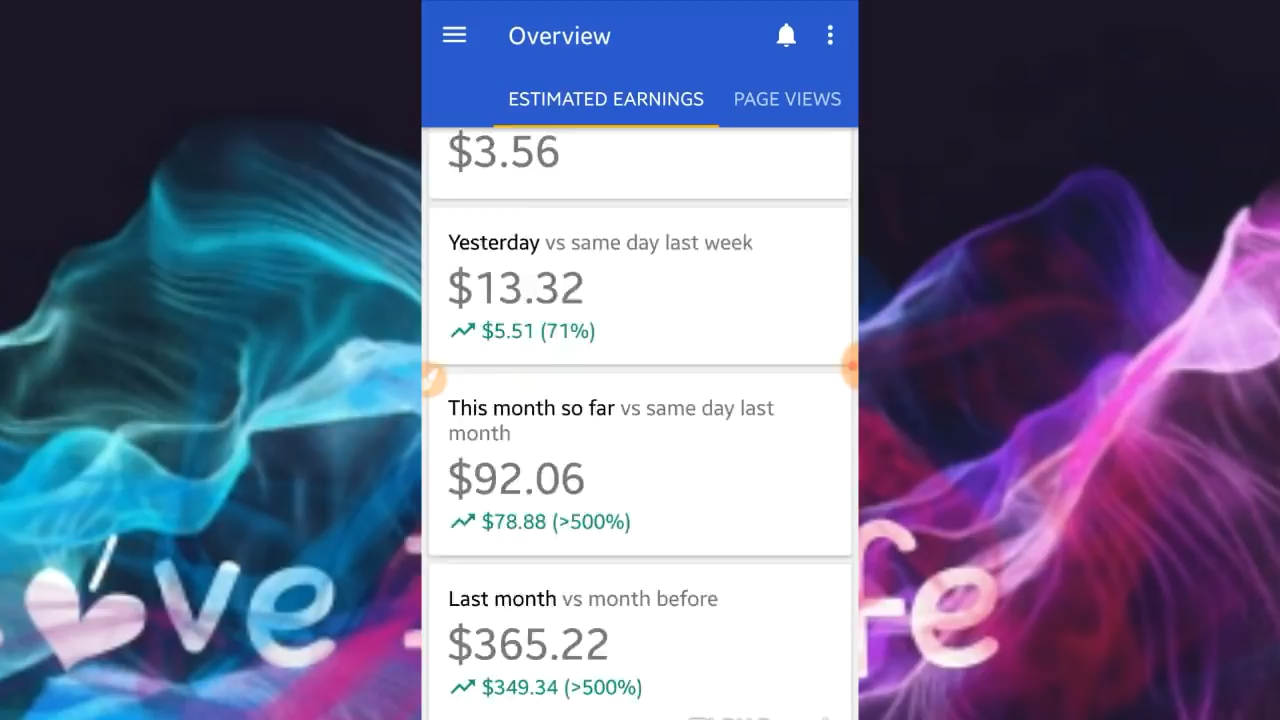 Overview
ESTIMATED EARNINGS PAGE VIEWS
$3.56
Yesterday vs same day last week
$13.32
$5.51 (71%)
This month so far vs same day last
month
$92.06
$78.88 (>500%)
Last month vs month before
$365.22
$349.34 (>500%)